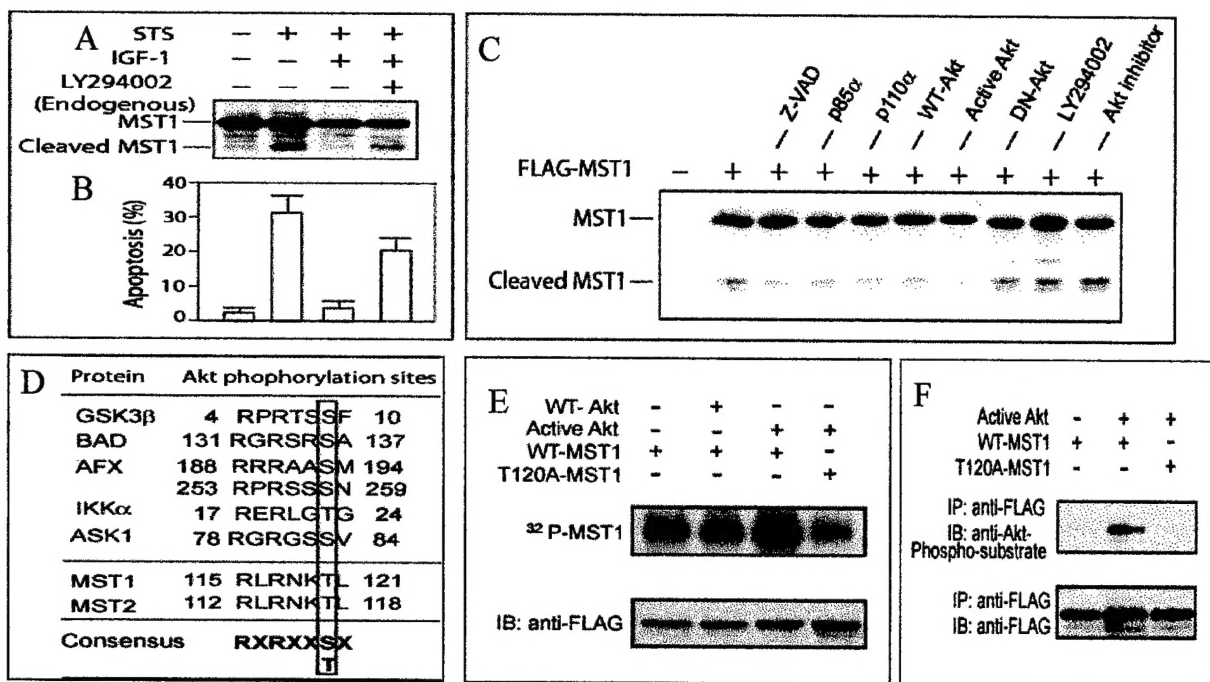 A
STS − + + +
IGF-1 − − + +
LY294002 − − − +
(Endogenous)
MST1
Cleaved MST1
B
Apoptosis (%)
40
30
20
10
0
C
Z-VAD
p85α
p110α
WT-Akt
Active Akt
DN-Akt
LY294002
Akt inhibitor
FLAG-MST1 − + + + + + + + + +
MST1
Cleaved MST1
D
Protein Akt phophorylation sites
GSK3β 4 RPRTSSF 10
BAD 131 RGRSRSA 137
AFX 188 RRRAASM 194
253 RPRSSSN 259
IKKα 17 RERLGTG 24
ASK1 78 RGRGSSV 84
MST1 115 RLRNKTL 121
MST2 112 RLRNKTL 118
Consensus RXRXXSX
T
E
WT- Akt - + - -
Active Akt - - + +
WT-MST1 + + + -
T120A-MST1 - - - +
32 P-MST1
IB: anti-FLAG
F
Active Akt - + +
WT-MST1 + + -
T120A-MST1 - - +
IP: anti-FLAG
IB: anti-Akt-
Phospho-substrate
IP: anti-FLAG
IB: anti-FLAG